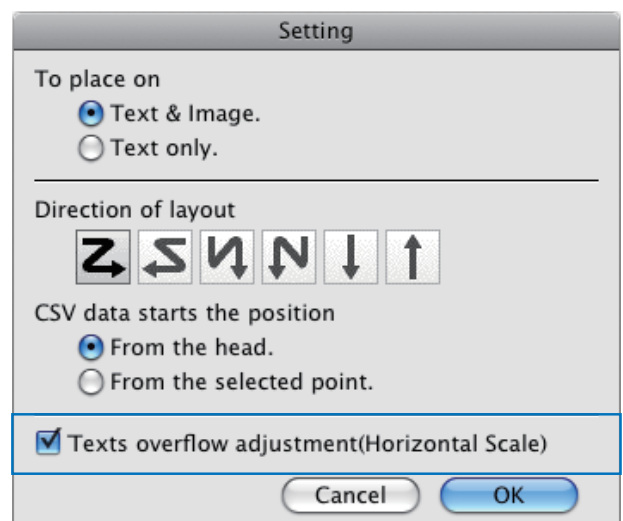 Setting
To place on
Text & Image.
Text only.
Direction of layout
CSV data starts the position
From the head.
From the selected point.
Texts overflow adjustment(Horizontal Scale)
Cancel OK